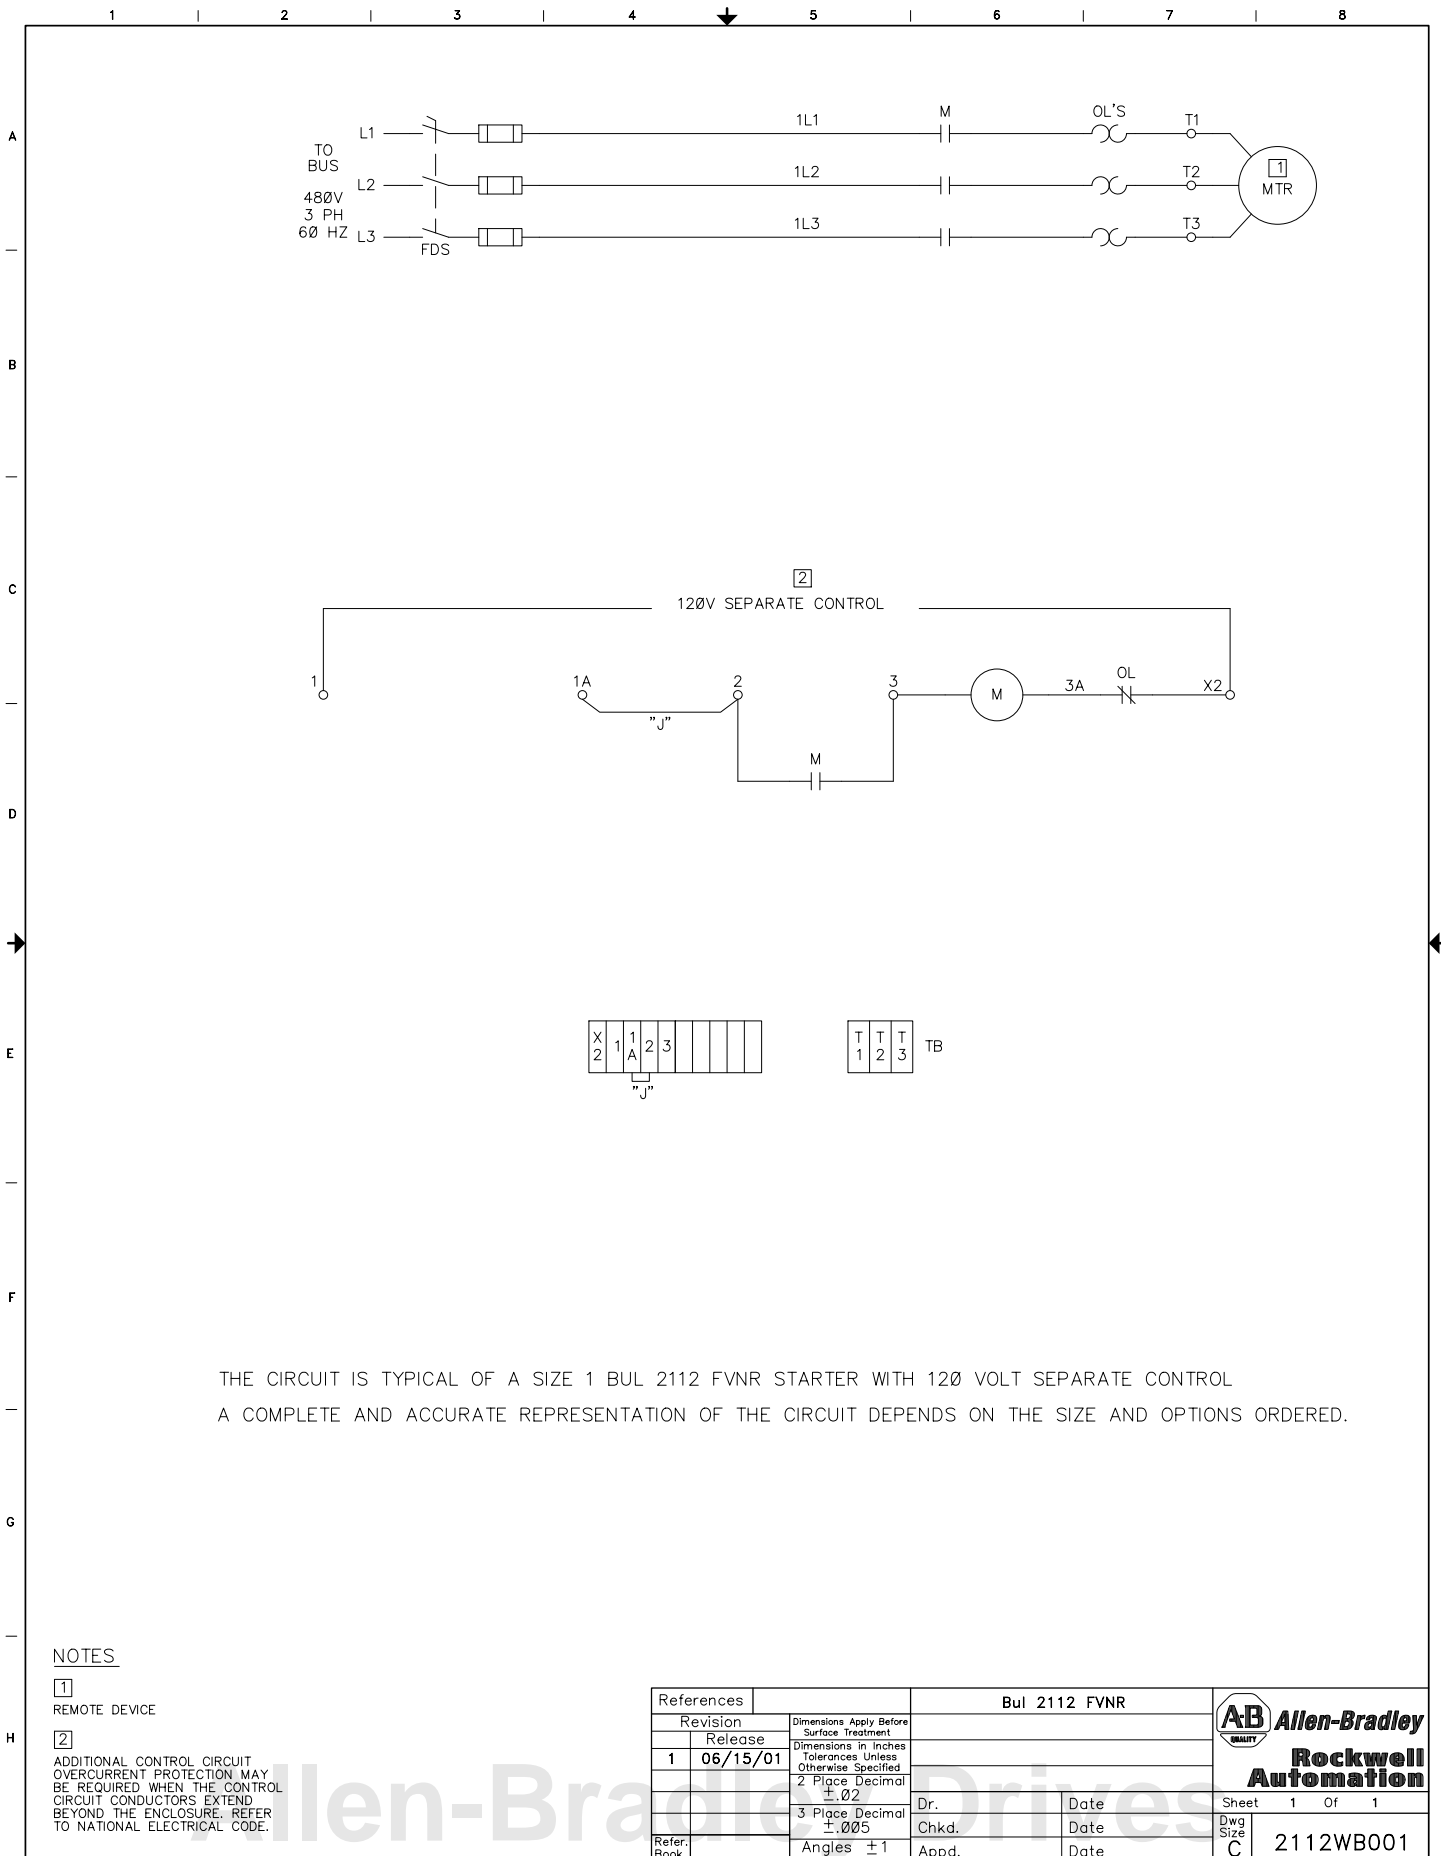 1 2 3 4 5 6 7 8
A
B
C
D
E
F
G
H
TO
BUS
480V
3 PH
60 HZ
L1
L2
L3
FDS
1L1
1L2
1L3
M
OL'S
T1
T2
T3
1
MTR
2
120V SEPARATE CONTROL
1
1A
"J"
2
3
M
M
3A
OL
X2
X2 1 1A 2 3
"J"
T1 T2 T3 TB
THE CIRCUIT IS TYPICAL OF A SIZE 1 BUL 2112 FVNR STARTER WITH 120 VOLT SEPARATE CONTROL
A COMPLETE AND ACCURATE REPRESENTATION OF THE CIRCUIT DEPENDS ON THE SIZE AND OPTIONS ORDERED.
NOTES
1
REMOTE DEVICE
2
ADDITIONAL CONTROL CIRCUIT
OVERCURRENT PROTECTION MAY
BE REQUIRED WHEN THE CONTROL
CIRCUIT CONDUCTORS EXTEND
BEYOND THE ENCLOSURE. REFER
TO NATIONAL ELECTRICAL CODE.
Allen-Bradley Drives
References
Revision
Release
1 06/15/01
Refer.
Book
Dimensions Apply Before
Surface Treatment
Dimensions in Inches
Tolerances Unless
Otherwise Specified
2 Place Decimal
±.02
3 Place Decimal
±.005
Angles ±1
Bul 2112 FVNR
Dr. Date
Chkd. Date
Appd. Date
A-B
QUALITY
Allen-Bradley
Rockwell
Automation
Sheet 1 Of 1
Dwg
Size
C
2112WB001